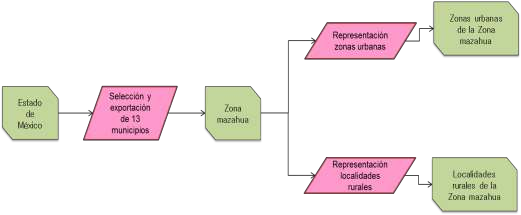 Estado
de
México
Selección y
exportación
de 13
municipios
Zona
mazahua
Representación
zonas urbanas
Zonas urbanas
de la Zona
mazahua
Representación
localidades
rurales
Localidades
rurales de la
Zona mazahua